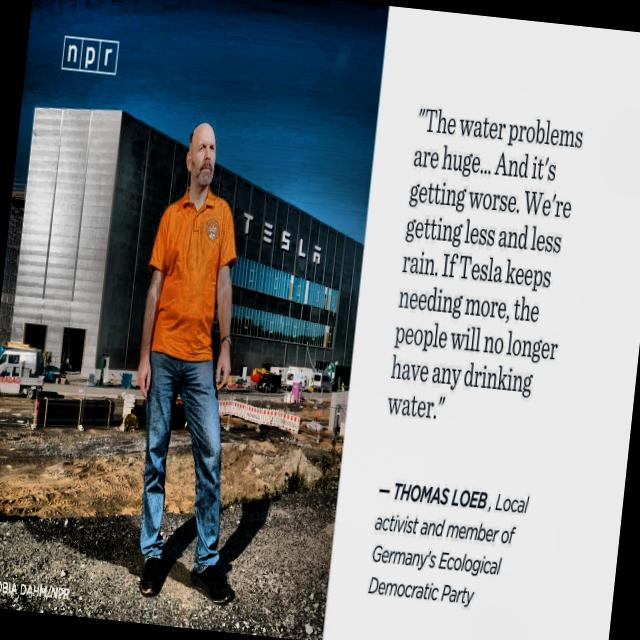 npr
TESLA
"The water problems
are huge... And it's
getting worse. We're
getting less and less
rain. If Tesla keeps
needing more, the
people will no longer
have any drinking
water."
— THOMAS LOEB, Local
activist and member of
Germany's Ecological
Democratic Party
DAHM/NPR